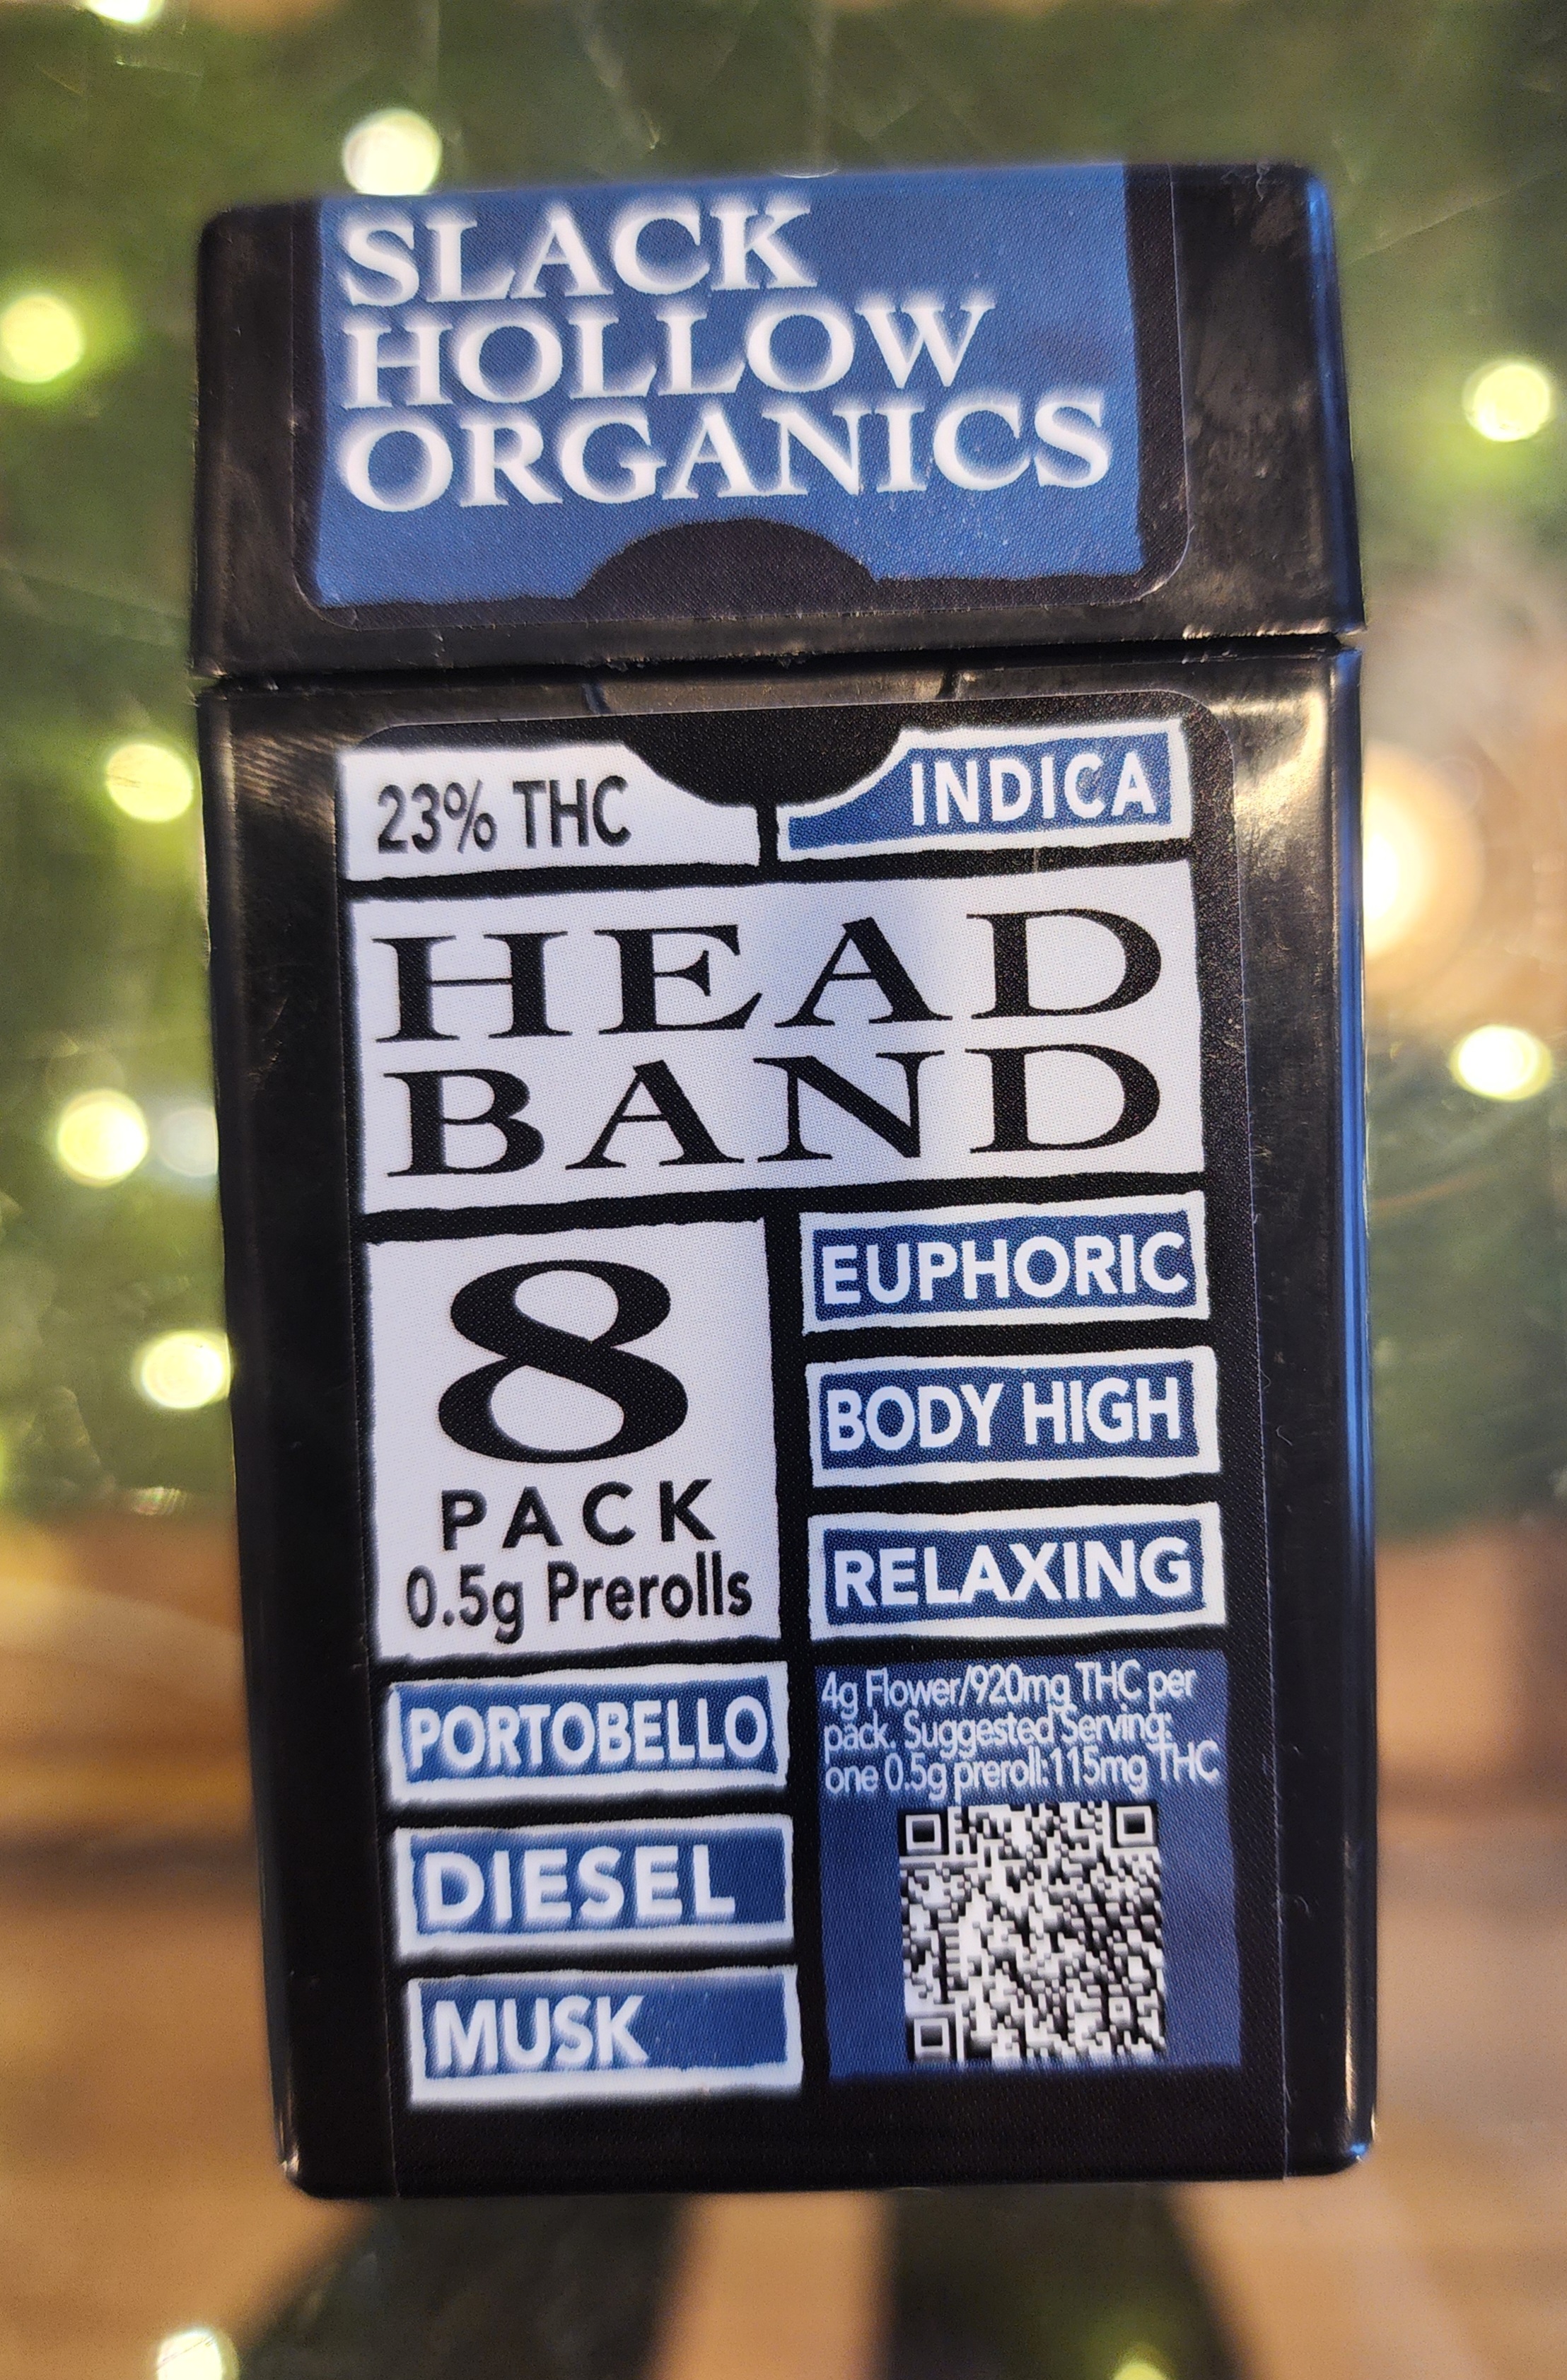 SLACK
HOLLOW
ORGANICS
23% THC
INDICA
HEAD
BAND
8
PACK
0.5g Prerolls
EUPHORIC
BODY HIGH
RELAXING
PORTOBELLO
DIESEL
MUSK
4g Flower/920mg THC per
pack. Suggested Serving:
one 0.5g preroll:115mg THC